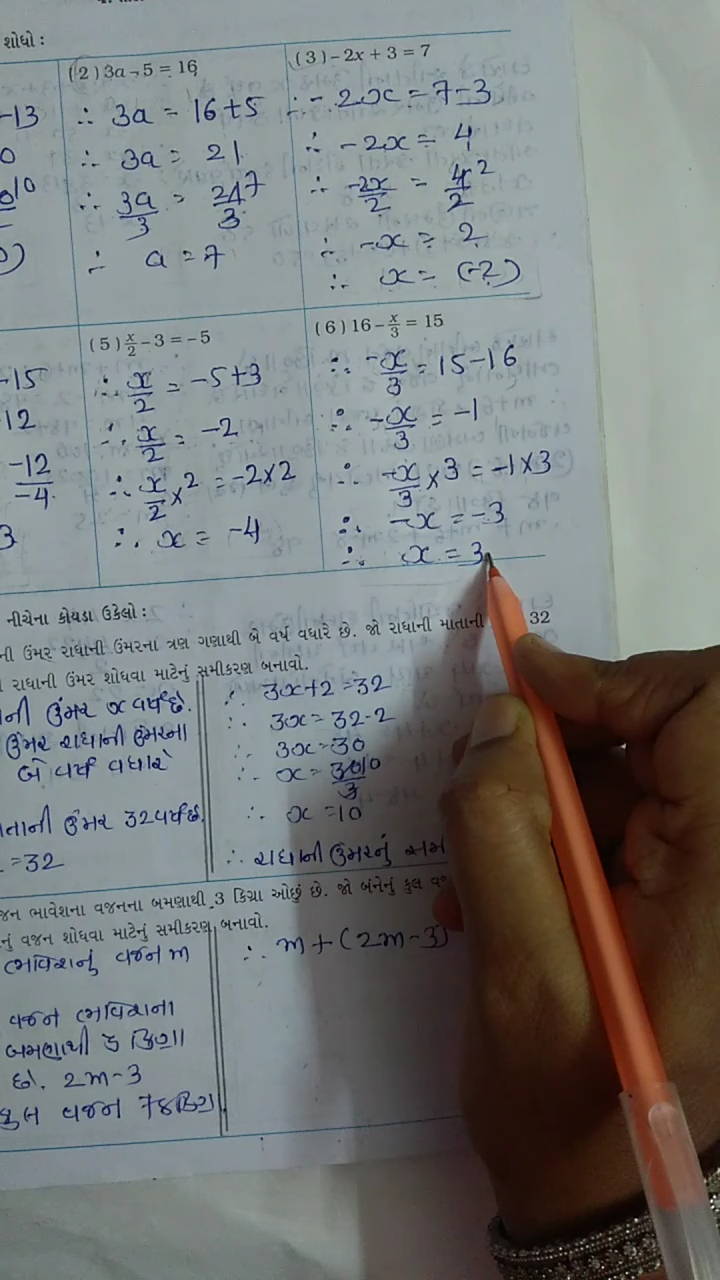 શોધો :
(2) 3a - 5 = 16
∴ 3a = 16+5
∴ 3a = 21
∴ 3a/3 = 21/3 7
∴ a = 7
(3) - 2x + 3 = 7
∴ - 2x = 7-3
∴ -2x = 4
∴ -2x/2 = 4/2 2
∴ -x = 2
∴ x = (-2)
-13
0
-15
-12
-12/-4
3
(5) x/2 - 3 = -5
∴ x/2 = -5+3
∴ x/2 = -2
∴ x/2 × 2 = -2×2
∴ x = -4
(6) 16 - x/3 = 15
∴ -x/3 = 15-16
∴ -x/3 = -1
∴ -x/3 × 3 = -1×3
∴ -x = -3
∴ x = 3
નીચેના કોયડા ઉકેલો :
ની ઉંમર રાધાની ઉંમરના ત્રણ ગણાથી બે વર્ષ વધારે છે. જો રાધાની માતાની 32
રાધાની ઉંમર શોધવા માટેનું સમીકરણ બનાવો.
ની ઉંમર x વર્ષ છે.
ઉંમર રાધાની ઉંમરના
બે વર્ષ વધારે
તાની ઉંમર 32 વર્ષ છે.
=32
∴ 3x+2=32
∴ 3x=32-2
∴ 3x=30
∴ x = 30/3 10
∴ x = 10
∴ રાધાની ઉંમરનું સમ
જન ભાવેશના વજનના બમણાથી 3 કિગ્રા ઓછું છે. જો બંનેનું કુલ વજ
નું વજન શોધવા માટેનું સમીકરણ બનાવો.
ભાવેશનું વજન m
વજન ભાવેશના
બમણાથી 3 કિગ્રા
છે. 2m-3
કુલ વજન 78 કિગ્રા
∴ m+(2m-3)